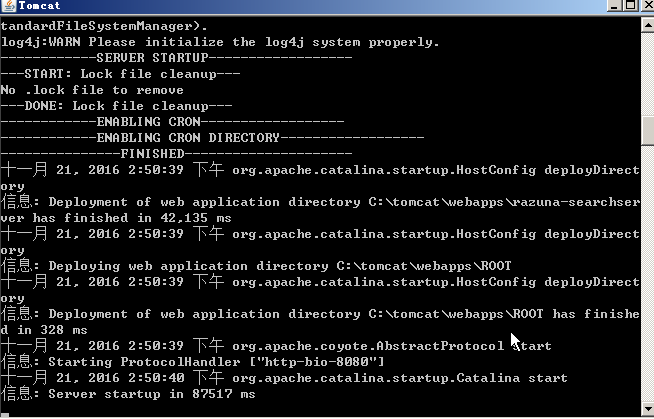 Tomcat
tandardFileSystemManager).
log4j:WARN Please initialize the log4j system properly.
------------SERVER STARTUP------------------
---START: Lock file cleanup---
No .lock file to remove
---DONE: Lock file cleanup---
------------ENABLING CRON------------------
------------ENABLING CRON DIRECTORY------------------
---------------FINISHED---------------------
十一月 21, 2016 2:50:39 下午 org.apache.catalina.startup.HostConfig deployDirect
ory
信息: Deployment of web application directory C:\tomcat\webapps\razuna-searchser
ver has finished in 42,135 ms
十一月 21, 2016 2:50:39 下午 org.apache.catalina.startup.HostConfig deployDirect
ory
信息: Deploying web application directory C:\tomcat\webapps\ROOT
十一月 21, 2016 2:50:39 下午 org.apache.catalina.startup.HostConfig deployDirect
ory
信息: Deployment of web application directory C:\tomcat\webapps\ROOT has finishe
d in 328 ms
十一月 21, 2016 2:50:39 下午 org.apache.coyote.AbstractProtocol start
信息: Starting ProtocolHandler ["http-bio-8080"]
十一月 21, 2016 2:50:40 下午 org.apache.catalina.startup.Catalina start
信息: Server startup in 87517 ms